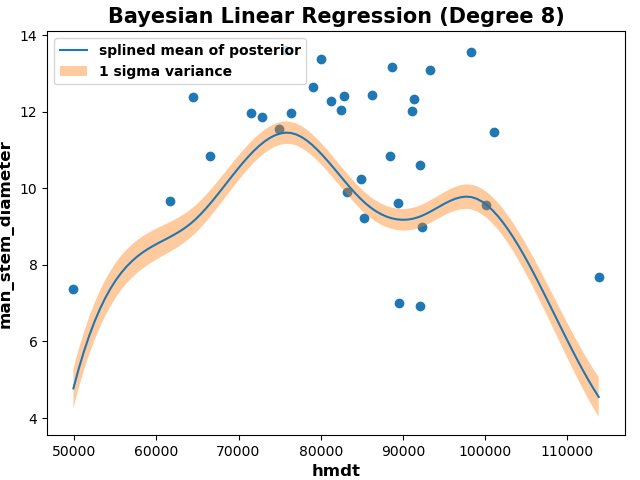 Bayesian Linear Regression (Degree 8)
splined mean of posterior
1 sigma variance
14
12
10
8
6
4
man_stem_diameter
50000 60000 70000 80000 90000 100000 110000
hmdt